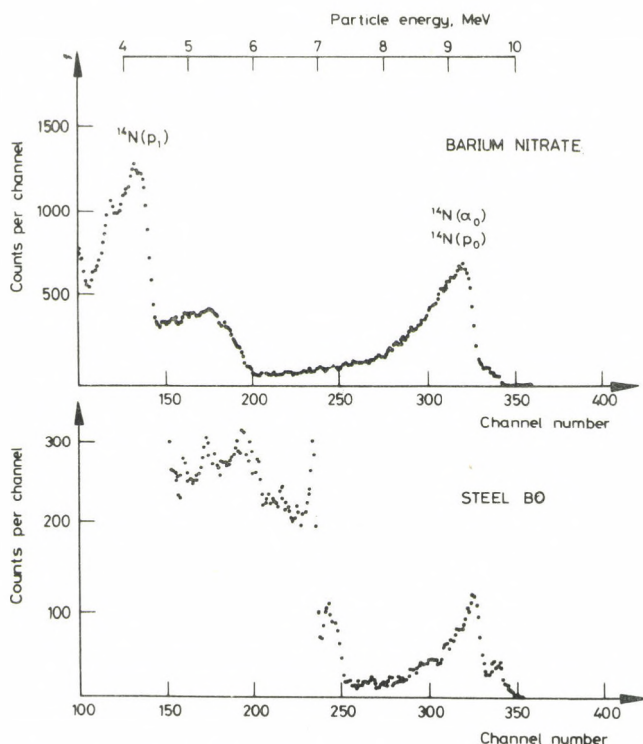 Particle energy, MeV
4 5 6 7 8 9 10
Counts per channel
1500
1000
500
¹⁴N(p₁)
BARIUM NITRATE
¹⁴N(α₀)
¹⁴N(p₀)
150 200 250 300 350 400
Channel number
Counts per channel
300
200
100
STEEL BO
100 150 200 250 300 350 400
Channel number